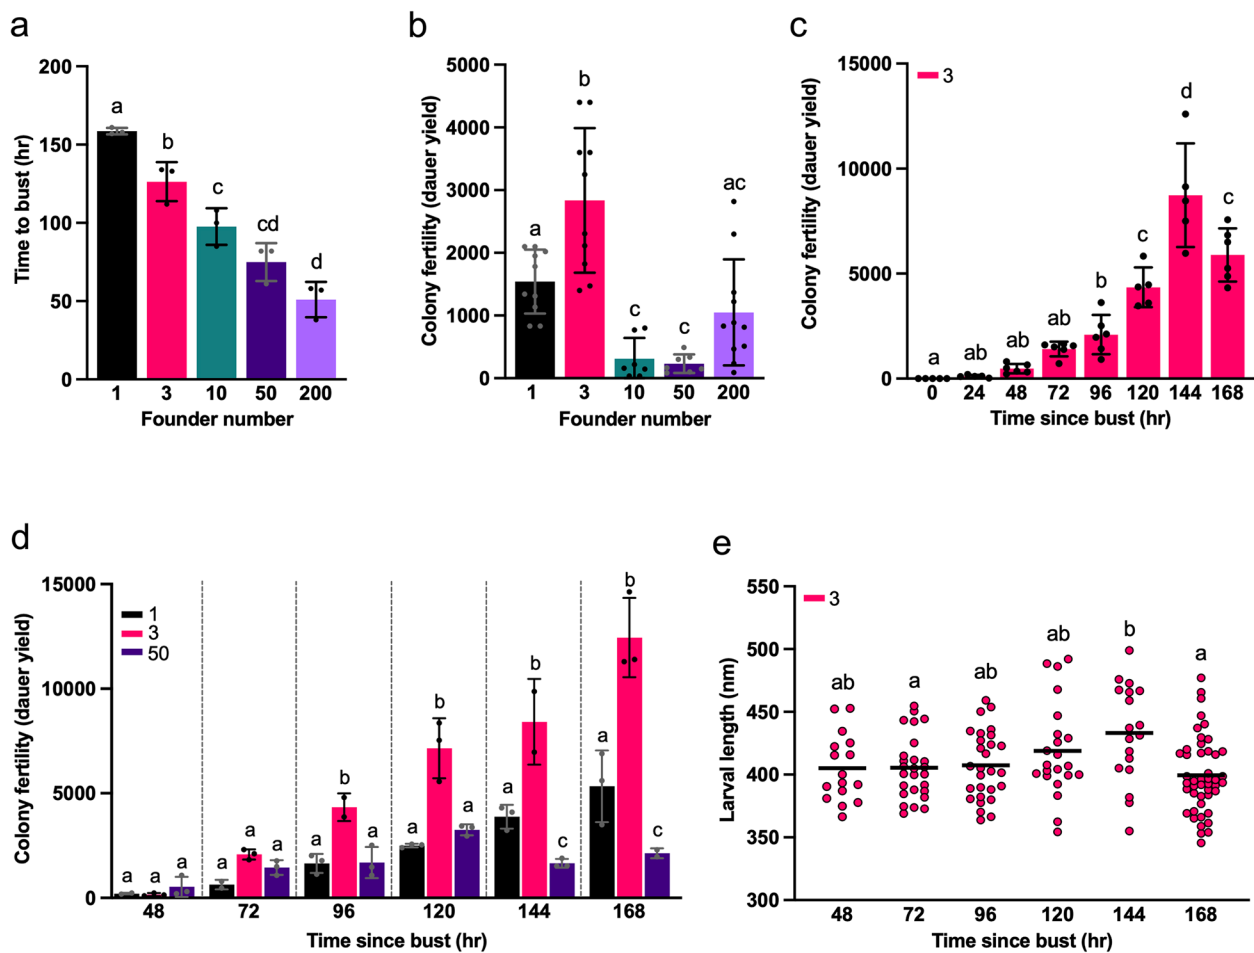 a
Time to bust (hr)
200
150
100
50
0
a
b
c
cd
d
1 3 10 50 200
Founder number
b
Colony fertility (dauer yield)
5000
4000
3000
2000
1000
0
a
b
c
c
ac
1 3 10 50 200
Founder number
c
Colony fertility (dauer yield)
15000
10000
5000
0
3
a
ab
ab
ab
b
c
d
c
0 24 48 72 96 120 144 168
Time since bust (hr)
d
Colony fertility (dauer yield)
15000
10000
5000
0
1
3
50
a a a
a a a
a b a
a b a
a b c
a b c
48 72 96 120 144 168
Time since bust (hr)
e
Larval length (nm)
550
500
450
400
350
300
3
ab
a
ab
ab
b
a
48 72 96 120 144 168
Time since bust (hr)